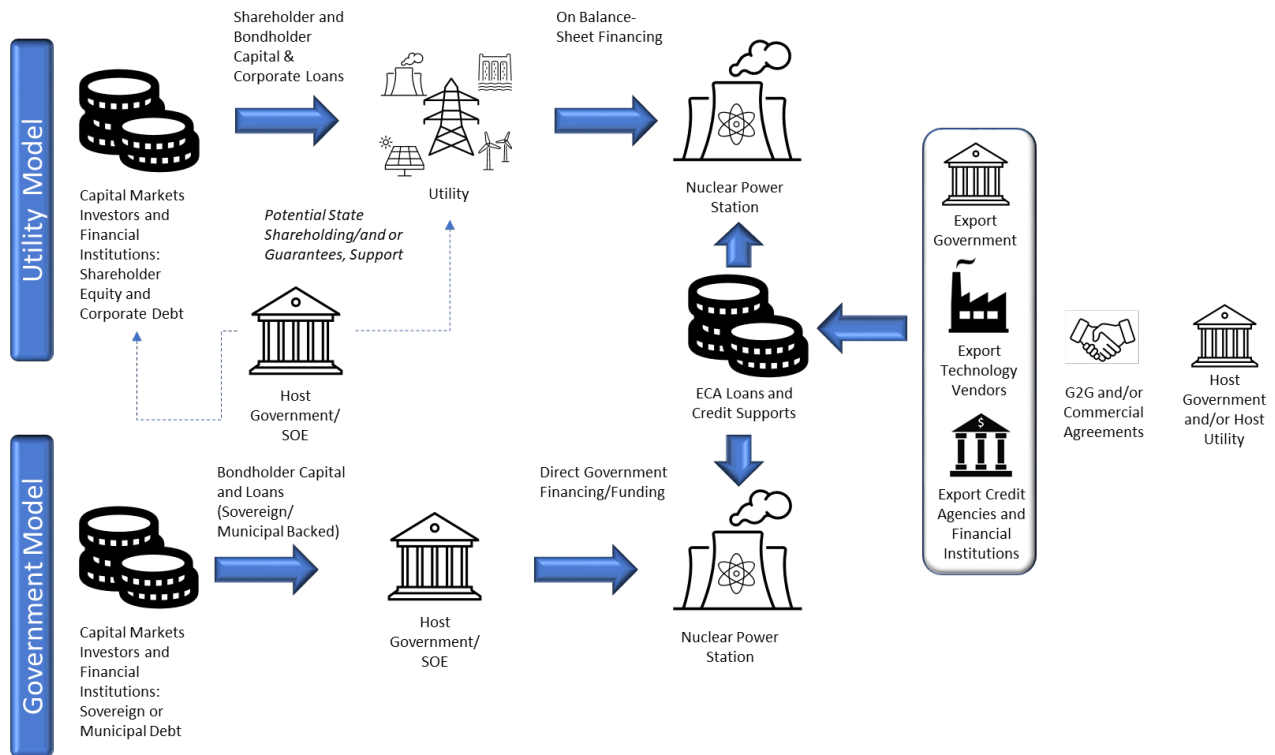 Utility Model
Shareholder and
Bondholder
Capital &
Corporate Loans
On Balance-
Sheet Financing
Capital Markets
Investors and
Financial
Institutions:
Shareholder
Equity and
Corporate Debt
Utility
Nuclear Power
Station
Potential State
Shareholding/and or
Guarantees, Support
Host
Government/
SOE
ECA Loans and
Credit Supports
Export
Government
Export
Technology
Vendors
$
Export Credit
Agencies and
Financial
Institutions
G2G and/or
Commercial
Agreements
Host
Government
and/or Host
Utility
Government Model
Bondholder Capital
and Loans
(Sovereign/
Municipal Backed)
Direct Government
Financing/Funding
Capital Markets
Investors and
Financial
Institutions:
Sovereign or
Municipal Debt
Host
Government/
SOE
Nuclear Power
Station